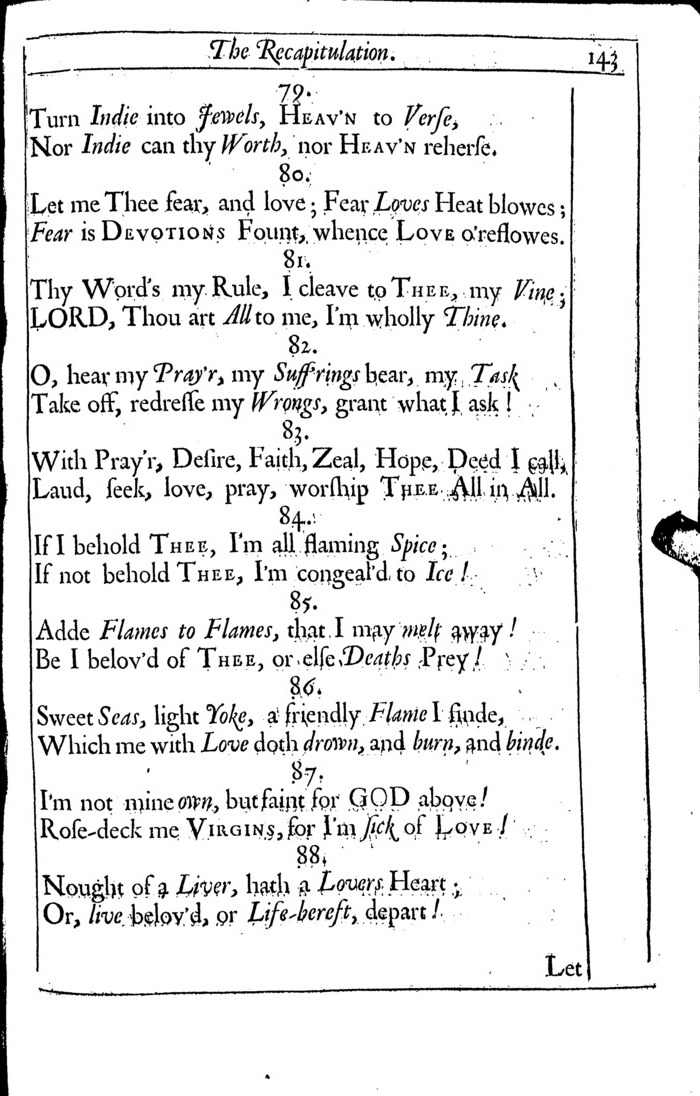 The Recapitulation. 143
79.
Turn Indie into Jewels, HEAV'N to Verſe,
Nor Indie can thy Worth, nor HEAV'N reherſe.
80.
Let me Thee fear, and love; Fear Loves Heat blowes;
Fear is DEVOTIONS Fount, whence LOVE o'reflowes.
81.
Thy Word's my Rule, I cleave to THEE, my Vine;
LORD, Thou art All to me, I'm wholly Thine.
82.
O, hear my Pray'r, my Suff'rings bear, my Task
Take off, redreſſe my Wrongs, grant what I ask!
83.
With Pray'r, Deſire, Faith, Zeal, Hope, Deed I call,
Laud, ſeek, love, pray, worſhip THEE All in All.
84.
If I behold THEE, I'm all flaming Spice;
If not behold THEE, I'm congeal'd to Ice!
85.
Adde Flames to Flames, that I may melt away!
Be I belov'd of THEE, or elſe Deaths Prey!
86.
Sweet Seas, light Yoke, a friendly Flame I finde,
Which me with Love doth drown, and burn, and binde.
87.
I'm not mine own, but faint for GOD above!
Roſe-deck me VIRGINS, for I'm ſick of LOVE!
88.
Nought of a Liver, hath a Lovers Heart;
Or, live belov'd, or Life-bereft, depart!
Let